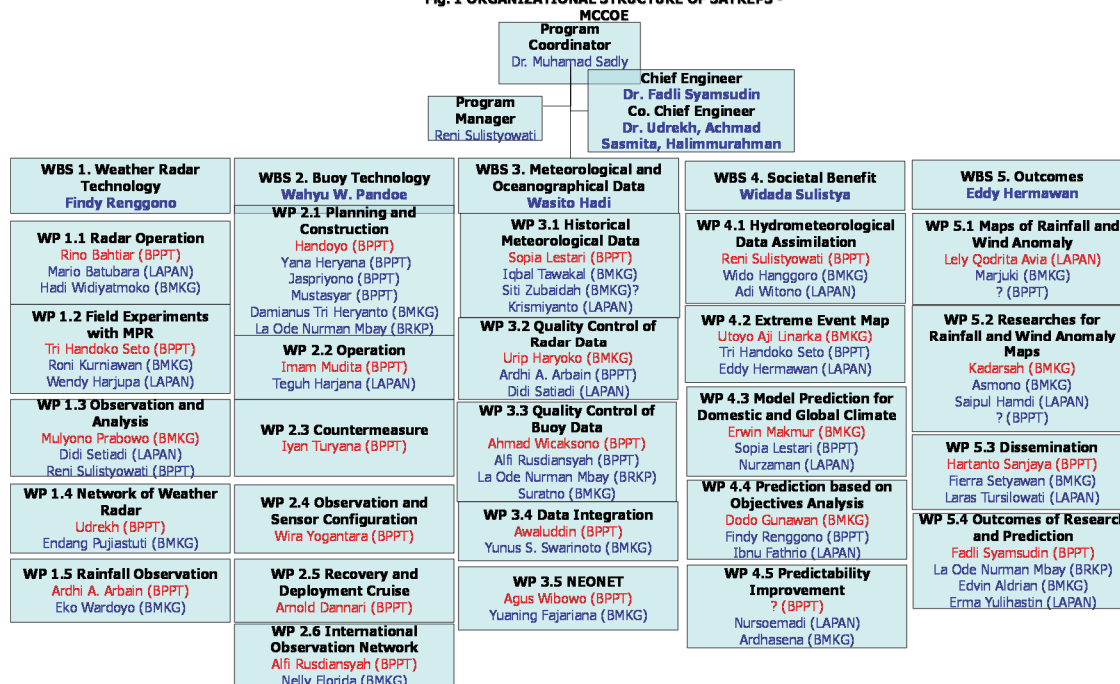 Fig. 1 ORGANIZATIONAL STRUCTURE OF SATREPS -
MCCOE
Program
Coordinator
Dr. Muhamad Sadly
Chief Engineer
Dr. Fadli Syamsudin
Co. Chief Engineer
Dr. Udrekh, Achmad
Sasmita, Halimmurahman
Program
Manager
Reni Sulistyowati
WBS 1. Weather Radar
Technology
Findy Renggono
WP 1.1 Radar Operation
Rino Bahtiar (BPPT)
Mario Batubara (LAPAN)
Hadi Widiyatmoko (BMKG)
WP 1.2 Field Experiments
with MPR
Tri Handoko Seto (BPPT)
Roni Kurniawan (BMKG)
Wendy Harjupa (LAPAN)
WP 1.3 Observation and
Analysis
Mulyono Prabowo (BMKG)
Didi Setiadi (LAPAN)
Reni Sulistyowati (BPPT)
WP 1.4 Network of Weather
Radar
Udrekh (BPPT)
Endang Pujiastuti (BMKG)
WP 1.5 Rainfall Observation
Ardhi A. Arbain (BPPT)
Eko Wardoyo (BMKG)
WBS 2. Buoy Technology
Wahyu W. Pandoe
WP 2.1 Planning and
Construction
Handoyo (BPPT)
Yana Heryana (BPPT)
Jaspriyono (BPPT)
Mustasyar (BPPT)
Damianus Tri Heryanto (BMKG)
La Ode Nurman Mbay (BRKP)
WP 2.2 Operation
Imam Mudita (BPPT)
Teguh Harjana (LAPAN)
WP 2.3 Countermeasure
Iyan Turyana (BPPT)
WP 2.4 Observation and
Sensor Configuration
Wira Yogantara (BPPT)
WP 2.5 Recovery and
Deployment Cruise
Arnold Dannari (BPPT)
WP 2.6 International
Observation Network
Alfi Rusdiansyah (BPPT)
Nelly Florida (BMKG)
WBS 3. Meteorological and
Oceanographical Data
Wasito Hadi
WP 3.1 Historical
Meteorological Data
Sopia Lestari (BPPT)
Iqbal Tawakal (BMKG)
Siti Zubaidah (BMKG)?
Krismiyanto (LAPAN)
WP 3.2 Quality Control of
Radar Data
Urip Haryoko (BMKG)
Ardhi A. Arbain (BPPT)
Didi Satiadi (LAPAN)
WP 3.3 Quality Control of
Buoy Data
Ahmad Wicaksono (BPPT)
Alfi Rusdiansyah (BPPT)
La Ode Nurman Mbay (BRKP)
Suratno (BMKG)
WP 3.4 Data Integration
Awaluddin (BPPT)
Yunus S. Swarinoto (BMKG)
WP 3.5 NEONET
Agus Wibowo (BPPT)
Yuaning Fajariana (BMKG)
WBS 4. Societal Benefit
Widada Sulistya
WP 4.1 Hydrometeorological
Data Assimilation
Reni Sulistyowati (BPPT)
Wido Hanggoro (BMKG)
Adi Witono (LAPAN)
WP 4.2 Extreme Event Map
Utoyo Aji Linarka (BMKG)
Tri Handoko Seto (BPPT)
Eddy Hermawan (LAPAN)
WP 4.3 Model Prediction for
Domestic and Global Climate
Erwin Makmur (BMKG)
Sopia Lestari (BPPT)
Nurzaman (LAPAN)
WP 4.4 Prediction based on
Objectives Analysis
Dodo Gunawan (BMKG)
Findy Renggono (BPPT)
Ibnu Fathrio (LAPAN)
WP 4.5 Predictability
Improvement
? (BPPT)
Nursoemadi (LAPAN)
Ardhasena (BMKG)
WBS 5. Outcomes
Eddy Hermawan
WP 5.1 Maps of Rainfall and
Wind Anomaly
Lely Qodrita Avia (LAPAN)
Marjuki (BMKG)
? (BPPT)
WP 5.2 Researches for
Rainfall and Wind Anomaly
Maps
Kadarsah (BMKG)
Asmono (BMKG)
Saipul Hamdi (LAPAN)
? (BPPT)
WP 5.3 Dissemination
Hartanto Sanjaya (BPPT)
Fierra Setyawan (BMKG)
Laras Tursilowati (LAPAN)
WP 5.4 Outcomes of Research
and Prediction
Fadli Syamsudin (BPPT)
La Ode Nurman Mbay (BRKP)
Edvin Aldrian (BMKG)
Erma Yulihastin (LAPAN)